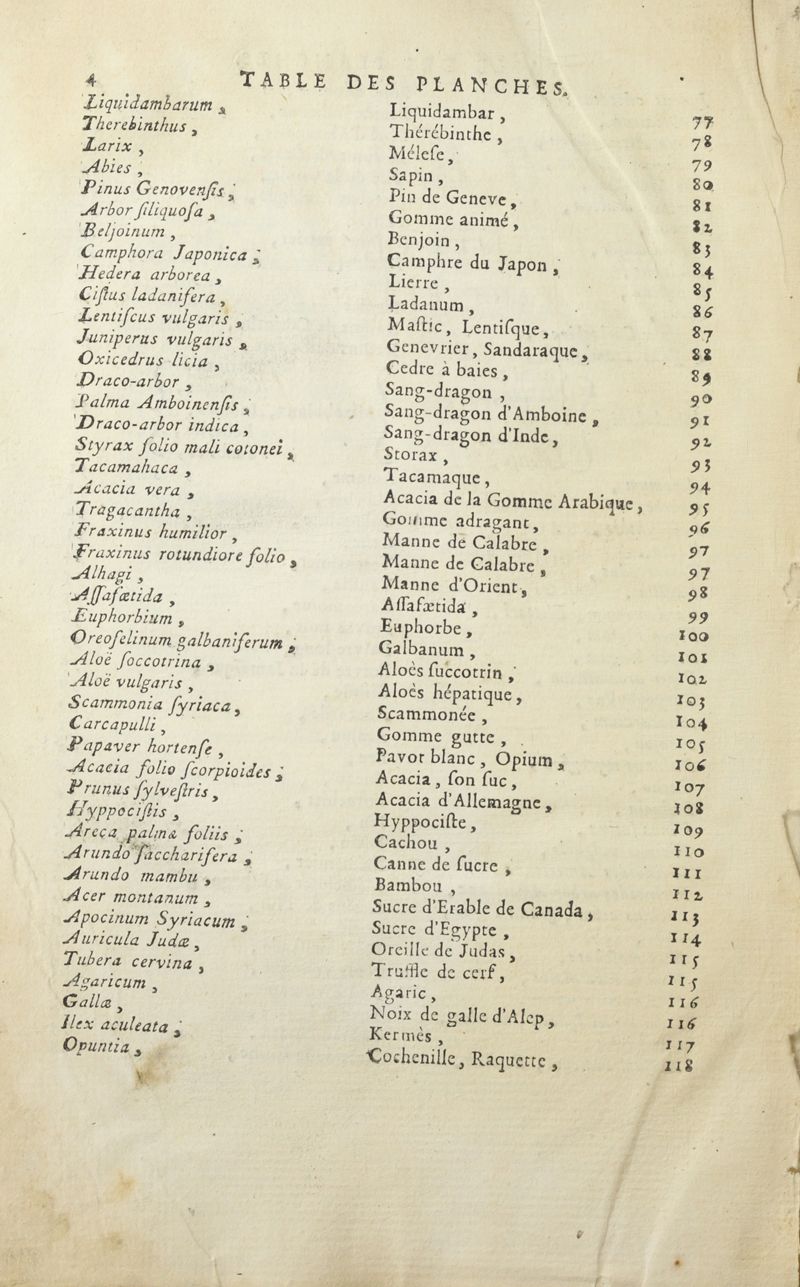 4 TABLE DES PLANCHES.
Liquidambarum, Liquidambar, 77
Therebinthus, Thérébinthe, 78
Larix, Méleſe, 79
Abies, Sapin, 80
Pinus Genovenſis, Pin de Geneve, 81
Arbor ſiliquoſa, Gomme animé, 82
Beljoinum, Benjoin, 83
Camphora Japonica, Camphre du Japon, 84
Hedera arborea, Lierre, 85
Ciſtus ladanifera, Ladanum, 86
Lentiſcus vulgaris, Maſtic, Lentiſque, 87
Juniperus vulgaris, Genevrier, Sandaraque, 88
Oxicedrus licia, Cedre à baies, 89
Draco-arbor, Sang-dragon, 90
Palma Amboinenſis, Sang-dragon d'Amboine, 91
Draco-arbor indica, Sang-dragon d'Inde, 92
Styrax folio mali cotonei, Storax, 93
Tacamahaca, Tacamaque, 94
Acacia vera, Acacia de la Gomme Arabique, 95
Tragacantha, Gomme adragant, 96
Fraxinus humilior, Manne de Calabre, 97
Fraxinus rotundiore folio, Manne de Calabre, 97
Alhagi, Manne d'Orient, 98
Aſſafœtida, Aſſafœtida, 99
Euphorbium, Euphorbe, 100
Oreoſelinum galbaniferum, Galbanum, 101
Aloë ſoccotrina, Aloès ſuccottin, 102
Aloë vulgaris, Aloès hépatique, 103
Scammonia ſyriaca, Scammonée, 104
Carcapulli, Gomme gutte, 105
Papaver hortenſe, Pavot blanc, Opium, 106
Acacia folio ſcorpioides, Acacia, ſon ſuc, 107
Prunus ſylveſtris, Acacia d'Allemagne, 108
Hyppociſtis, Hyppociſte, 109
Areca palmæ foliis, Cachou, 110
Arundo ſaccharifera, Canne de ſucre, 111
Arundo mambu, Bambou, 112
Acer montanum, Sucre d'Erable de Canada, 113
Apocinum Syriacum, Sucre d'Egypte, 114
Auricula Judæ, Oreille de Judas, 115
Tubera cervina, Truffle de cerf, 115
Agaricum, Agaric, 116
Gallæ, Noix de galle d'Alep, 116
Ilex aculeata, Kermès, 117
Opuntia, Cochenille, Raquette, 118